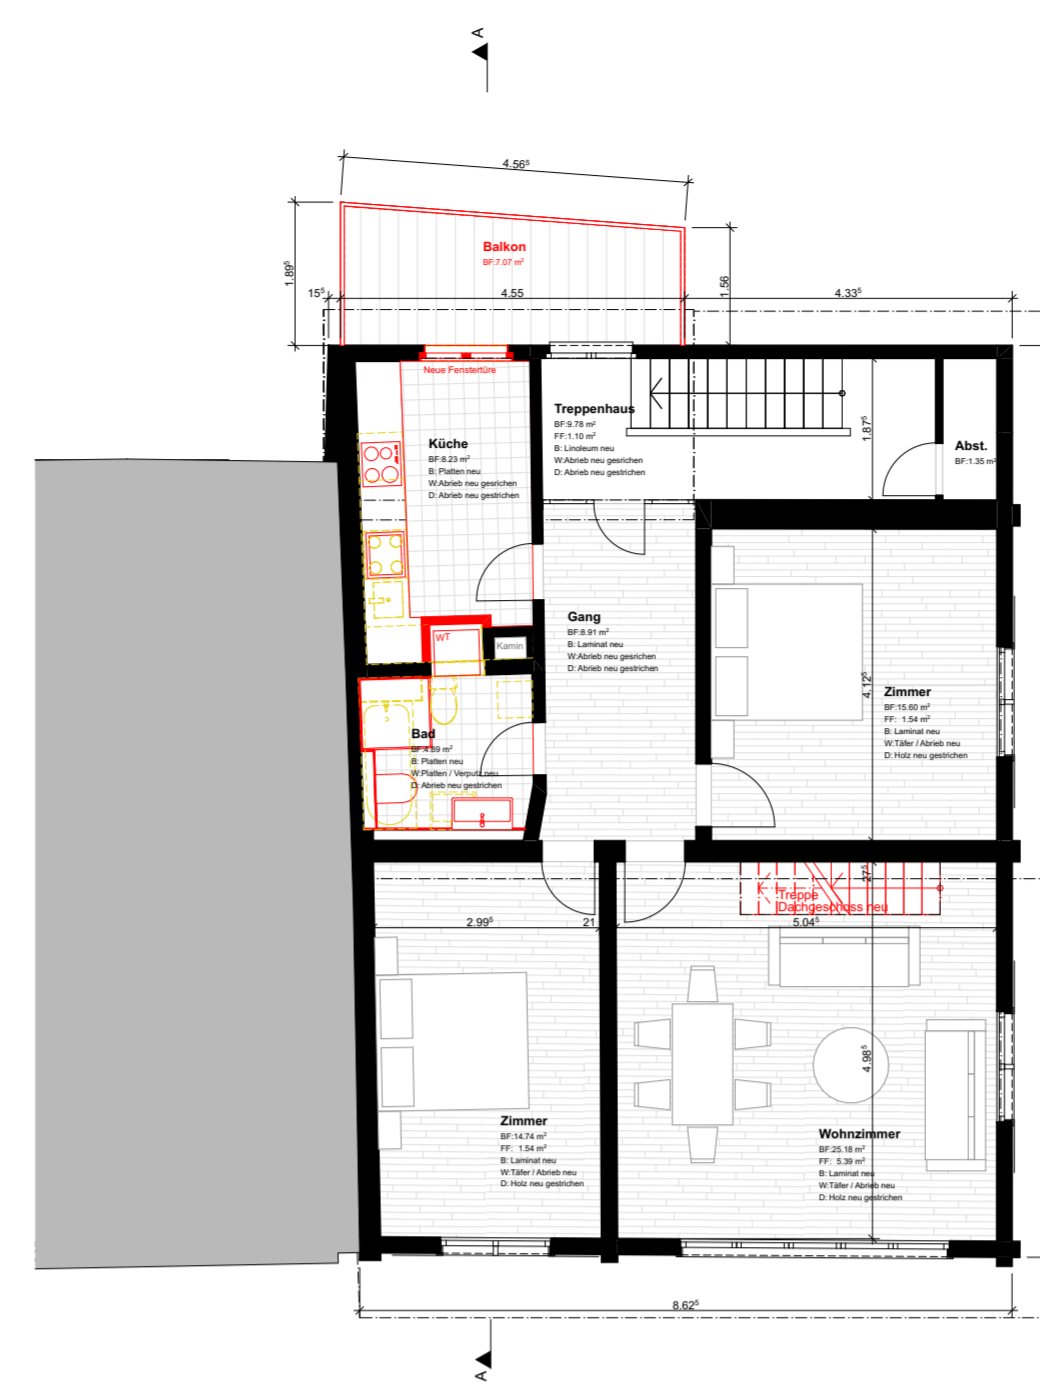 A
4.56⁵
1.89⁵
Balkon
BF:7.07 m²
1.56
15⁵
4.55
4.33⁵
Neue Fenstertüre
Küche
BF:8.23 m²
B: Platten neu
W:Abrieb neu gesrichen
D: Abrieb neu gestrichen
Treppenhaus
BF:9.78 m²
FF:1.10 m²
B: Linoleum neu
W:Abrieb neu gesrichen
D: Abrieb neu gestrichen
1.87⁵
Abst.
BF:1.35 m²
Gang
BF:8.91 m²
B: Laminat neu
W:Abrieb neu gesrichen
D: Abrieb neu gestrichen
WT
Kamin
4.12⁵
Zimmer
BF:15.60 m²
FF: 1.54 m²
B: Laminat neu
W:Täfer / Abrieb neu
D: Holz neu gestrichen
Bad
BF:4.89 m²
B: Platten neu
W:Platten / Verputz neu
D: Abrieb neu gestrichen
27⁵
Treppe
Dachgeschoss neu
2.99⁵
21
5.04⁵
4.98⁵
Zimmer
BF:14.74 m²
FF: 1.54 m²
B: Laminat neu
W:Täfer / Abrieb neu
D: Holz neu gestrichen
Wohnzimmer
BF:25.18 m²
FF: 5.39 m²
B: Laminat neu
W:Täfer / Abrieb neu
D: Holz neu gestrichen
8.62⁵
A